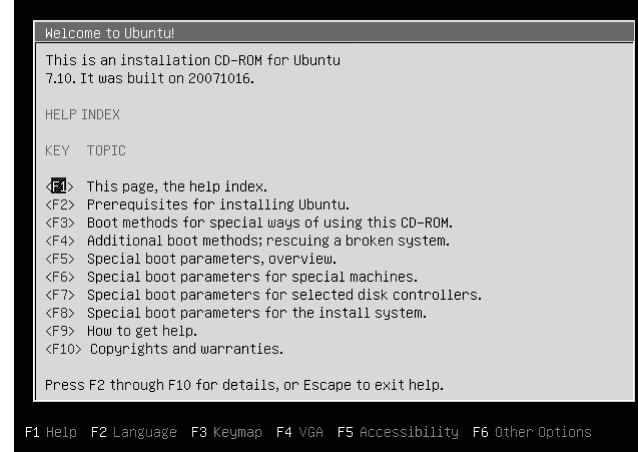 Welcome to Ubuntu!
This is an installation CD-ROM for Ubuntu
7.10. It was built on 20071016.
HELP INDEX
KEY TOPIC
<F1> This page, the help index.
<F2> Prerequisites for installing Ubuntu.
<F3> Boot methods for special ways of using this CD-ROM.
<F4> Additional boot methods; rescuing a broken system.
<F5> Special boot parameters, overview.
<F6> Special boot parameters for special machines.
<F7> Special boot parameters for selected disk controllers.
<F8> Special boot parameters for the install system.
<F9> How to get help.
<F10> Copyrights and warranties.
Press F2 through F10 for details, or Escape to exit help.
F1 Help F2 Language F3 Keymap F4 VGA F5 Accessibility F6 Other Options